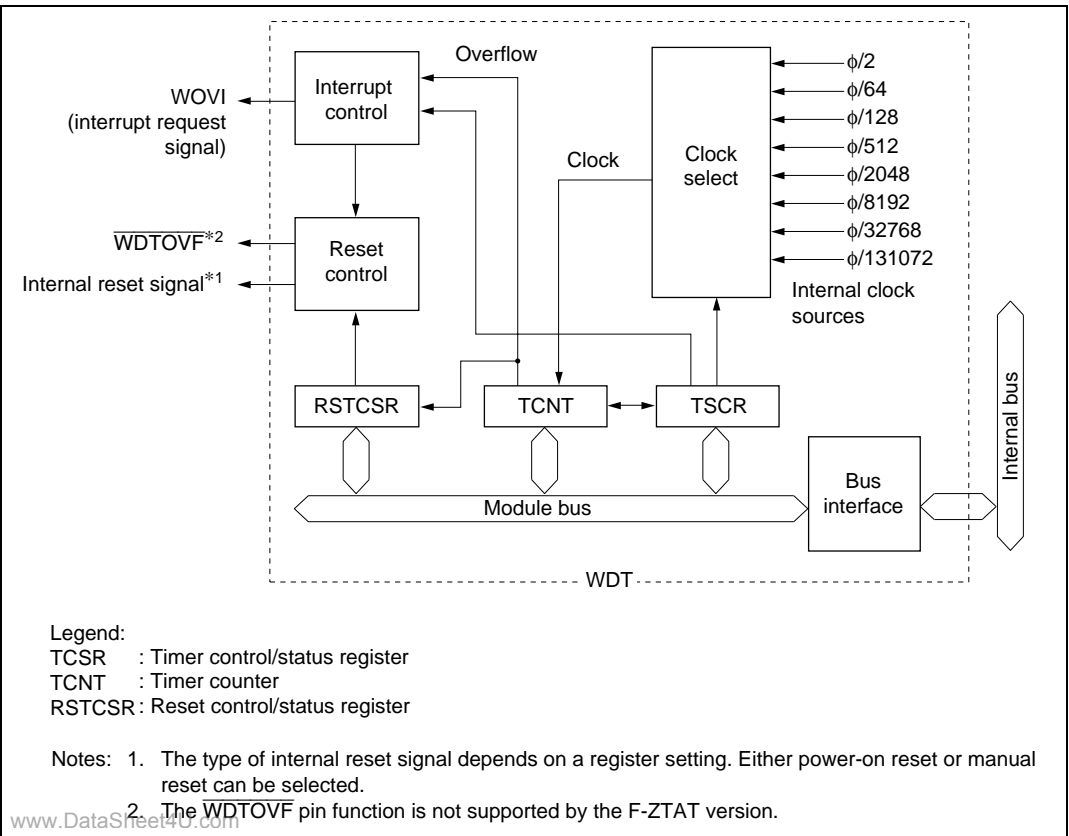 Overflow
Interrupt
control
WOVI
(interrupt request
signal)
Clock
Clock
select
ϕ/2
ϕ/64
ϕ/128
ϕ/512
ϕ/2048
ϕ/8192
ϕ/32768
ϕ/131072
Internal clock
sources
WDTOVF*2
Internal reset signal*1
Reset
control
RSTCSR
TCNT
TSCR
Module bus
Bus
interface
Internal bus
WDT
Legend:
TCSR : Timer control/status register
TCNT : Timer counter
RSTCSR : Reset control/status register
Notes: 1. The type of internal reset signal depends on a register setting. Either power-on reset or manual
reset can be selected.
2. The WDTOVF pin function is not supported by the F-ZTAT version.
www.DataSheet4U.com